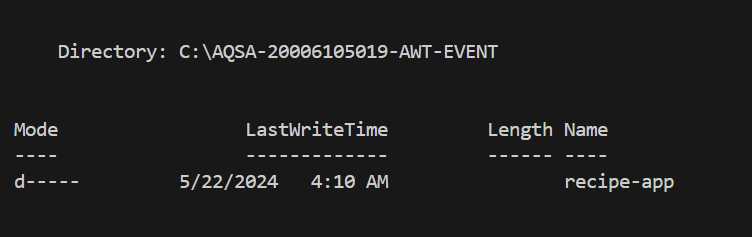 Directory: C:\AQSA-20006105019-AWT-EVENT
Mode LastWriteTime Length Name
---- ------------- ------ ----
d----- 5/22/2024 4:10 AM recipe-app